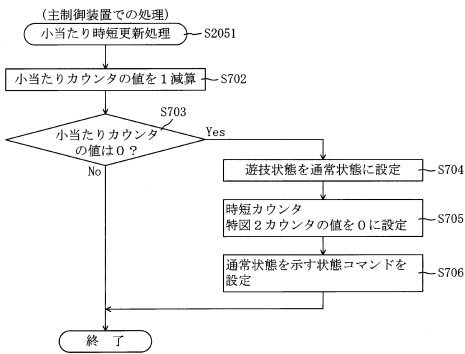 (主制御装置での処理)
小当たり時短更新処理
S2051
小当たりカウンタの値を1減算
S702
S703
小当たりカウンタ
の値は0?
Yes
No
遊技状態を通常状態に設定
S704
時短カウンタ
特図2カウンタの値を0に設定
S705
通常状態を示す状態コマンドを
設定
S706
終 了